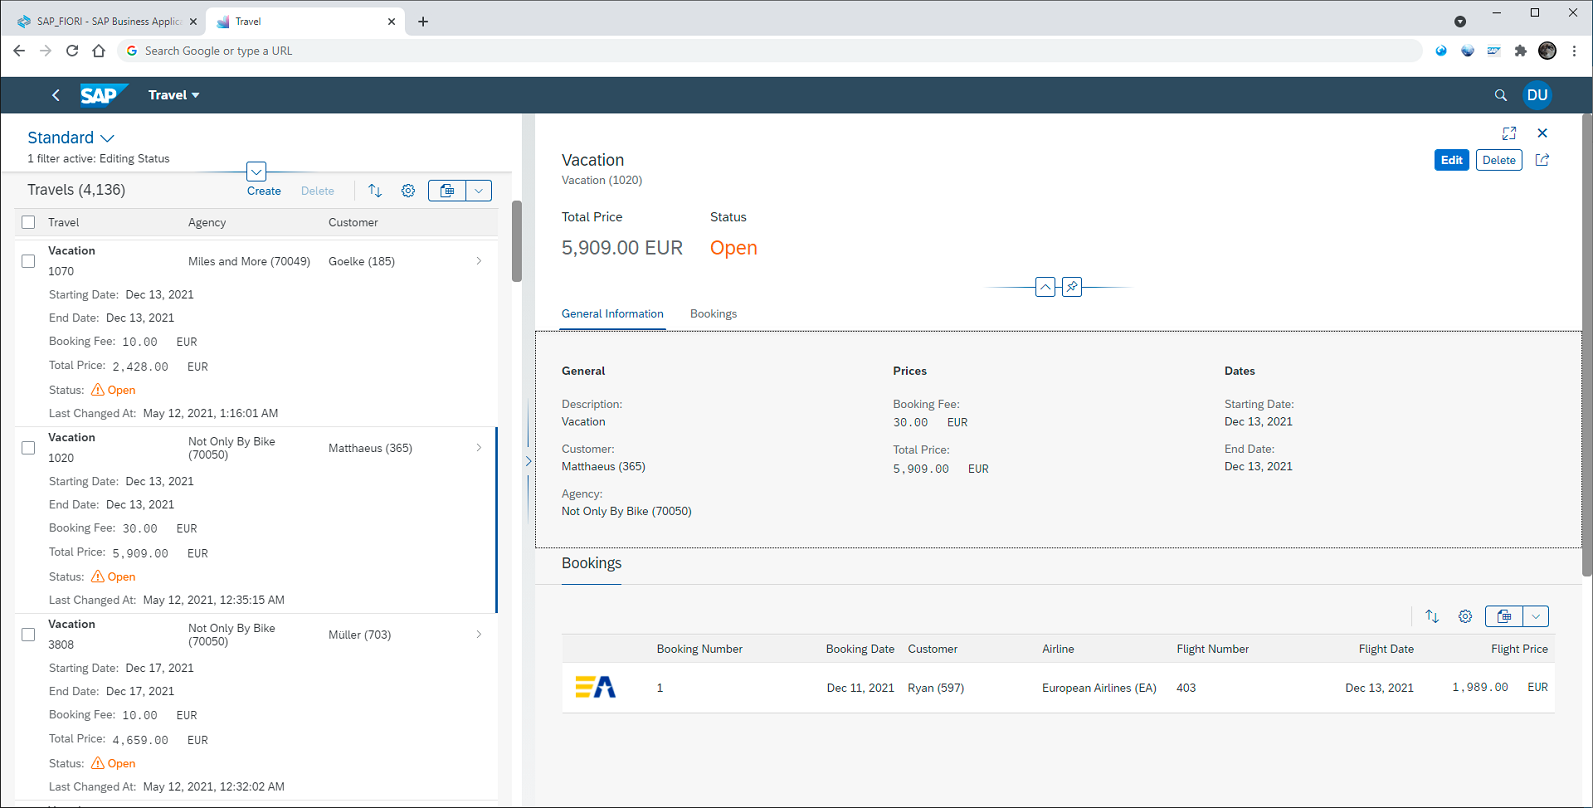 SAP_FIORI - SAP Business Applic
Travel
Search Google or type a URL
SAP
Travel
DU
Standard
1 filter active: Editing Status
Travels (4,136)
Create
Delete
Travel Agency Customer
Vacation
1070
Miles and More (70049)
Goelke (185)
Starting Date: Dec 13, 2021
End Date: Dec 13, 2021
Booking Fee: 10.00 EUR
Total Price: 2,428.00 EUR
Status: Open
Last Changed At: May 12, 2021, 1:16:01 AM
Vacation
1020
Not Only By Bike
(70050)
Matthaeus (365)
Starting Date: Dec 13, 2021
End Date: Dec 13, 2021
Booking Fee: 30.00 EUR
Total Price: 5,909.00 EUR
Status: Open
Last Changed At: May 12, 2021, 12:35:15 AM
Vacation
3808
Not Only By Bike
(70050)
Müller (703)
Starting Date: Dec 17, 2021
End Date: Dec 17, 2021
Booking Fee: 10.00 EUR
Total Price: 4,659.00 EUR
Status: Open
Last Changed At: May 12, 2021, 12:32:02 AM
Vacation
Vacation (1020)
Edit
Delete
Total Price
5,909.00 EUR
Status
Open
General Information
Bookings
General
Description:
Vacation
Customer:
Matthaeus (365)
Agency:
Not Only By Bike (70050)
Prices
Booking Fee:
30.00 EUR
Total Price:
5,909.00 EUR
Dates
Starting Date:
Dec 13, 2021
End Date:
Dec 13, 2021
Bookings
Booking Number Booking Date Customer Airline Flight Number Flight Date Flight Price
EA 1 Dec 11, 2021 Ryan (597) European Airlines (EA) 403 Dec 13, 2021 1,989.00 EUR